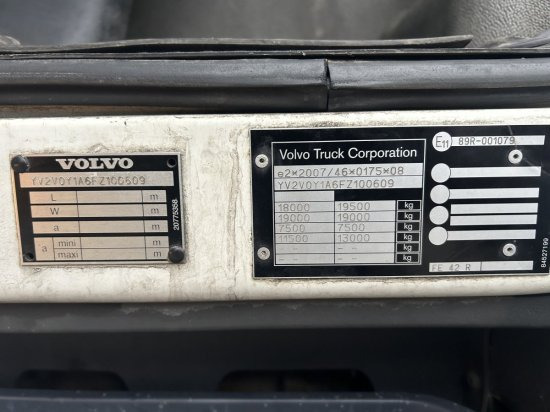 VOLVO
YV2V0Y1A6FZ100609
L m
W m
a m
a mini m
maxi m
20775358
Volvo Truck Corporation
e2*2007/46*0175*08
YV2V0Y1A6FZ100609
18000 19500 kg
19000 19000 kg
7500 7500 kg
11500 13000 kg
- - kg
- - kg
E11 89R-001079
FE 42 R
84527199